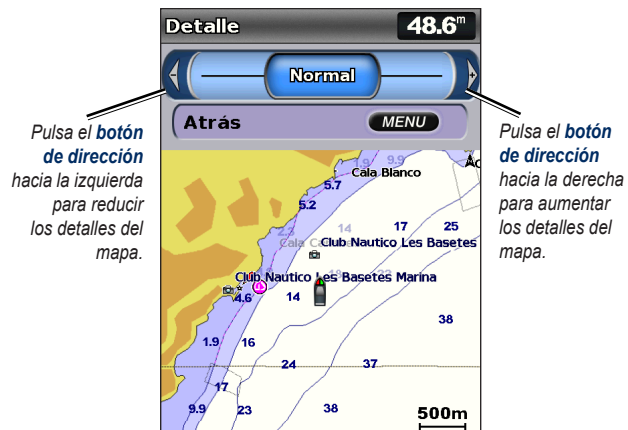 Detalle
48.6m
-
Normal
+
Atrás
MENU
Pulsa el botón
de dirección
hacia la izquierda
para reducir
los detalles del
mapa.
Pulsa el botón
de dirección
hacia la derecha
para aumentar
los detalles del
mapa.
1.9
9.9
Cala Blanco
5.7
5.2
2.3
14
17
25
Club Nautico Les Basetes
Club Nautico Les Basetes Marina
4.6
14
38
1.9
16
24
37
17
9.9
23
38
500m